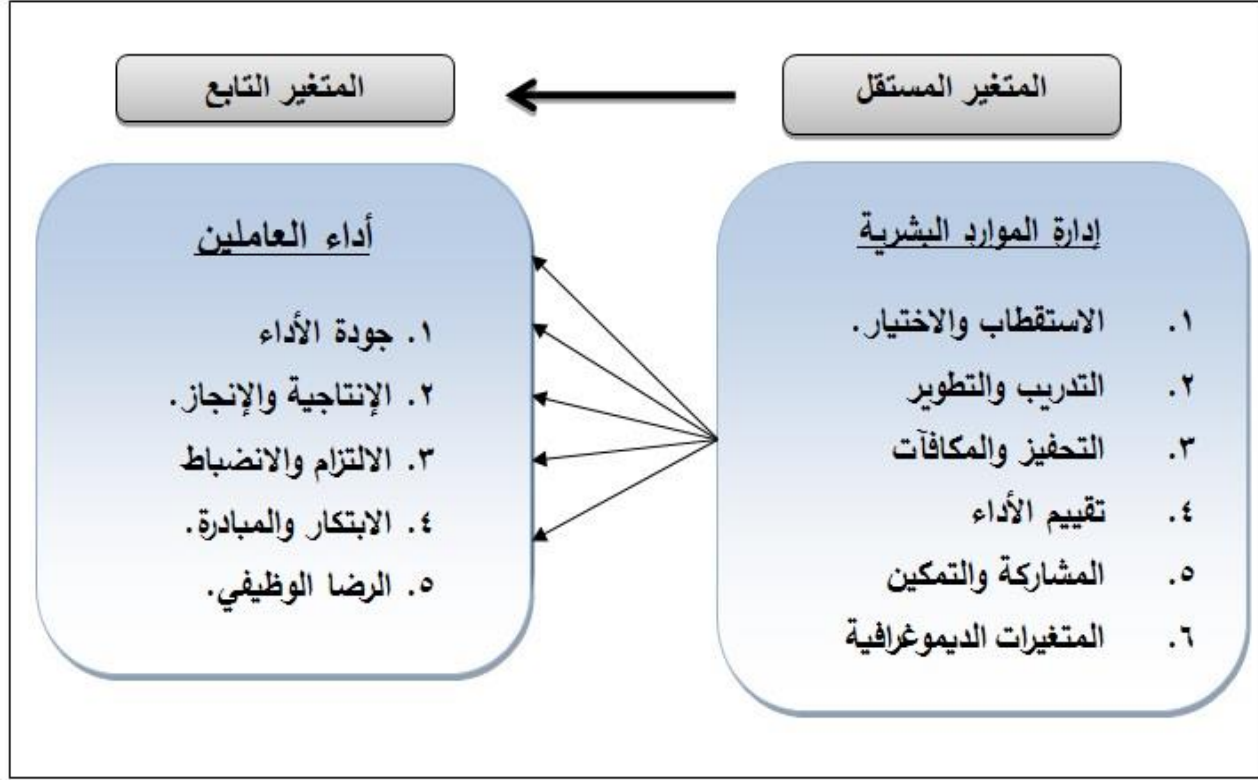 المتغير المستقل
المتغير التابع
إدارة الموارد البشرية
١. الاستقطاب والاختيار.
٢. التدريب والتطوير
٣. التحفيز والمكافآت
٤. تقييم الأداء
٥. المشاركة والتمكين
٦. المتغيرات الديموغرافية
أداء العاملين
١. جودة الأداء
٢. الإنتاجية والإنجاز.
٣. الالتزام والانضباط
٤. الابتكار والمبادرة.
٥. الرضا الوظيفي.